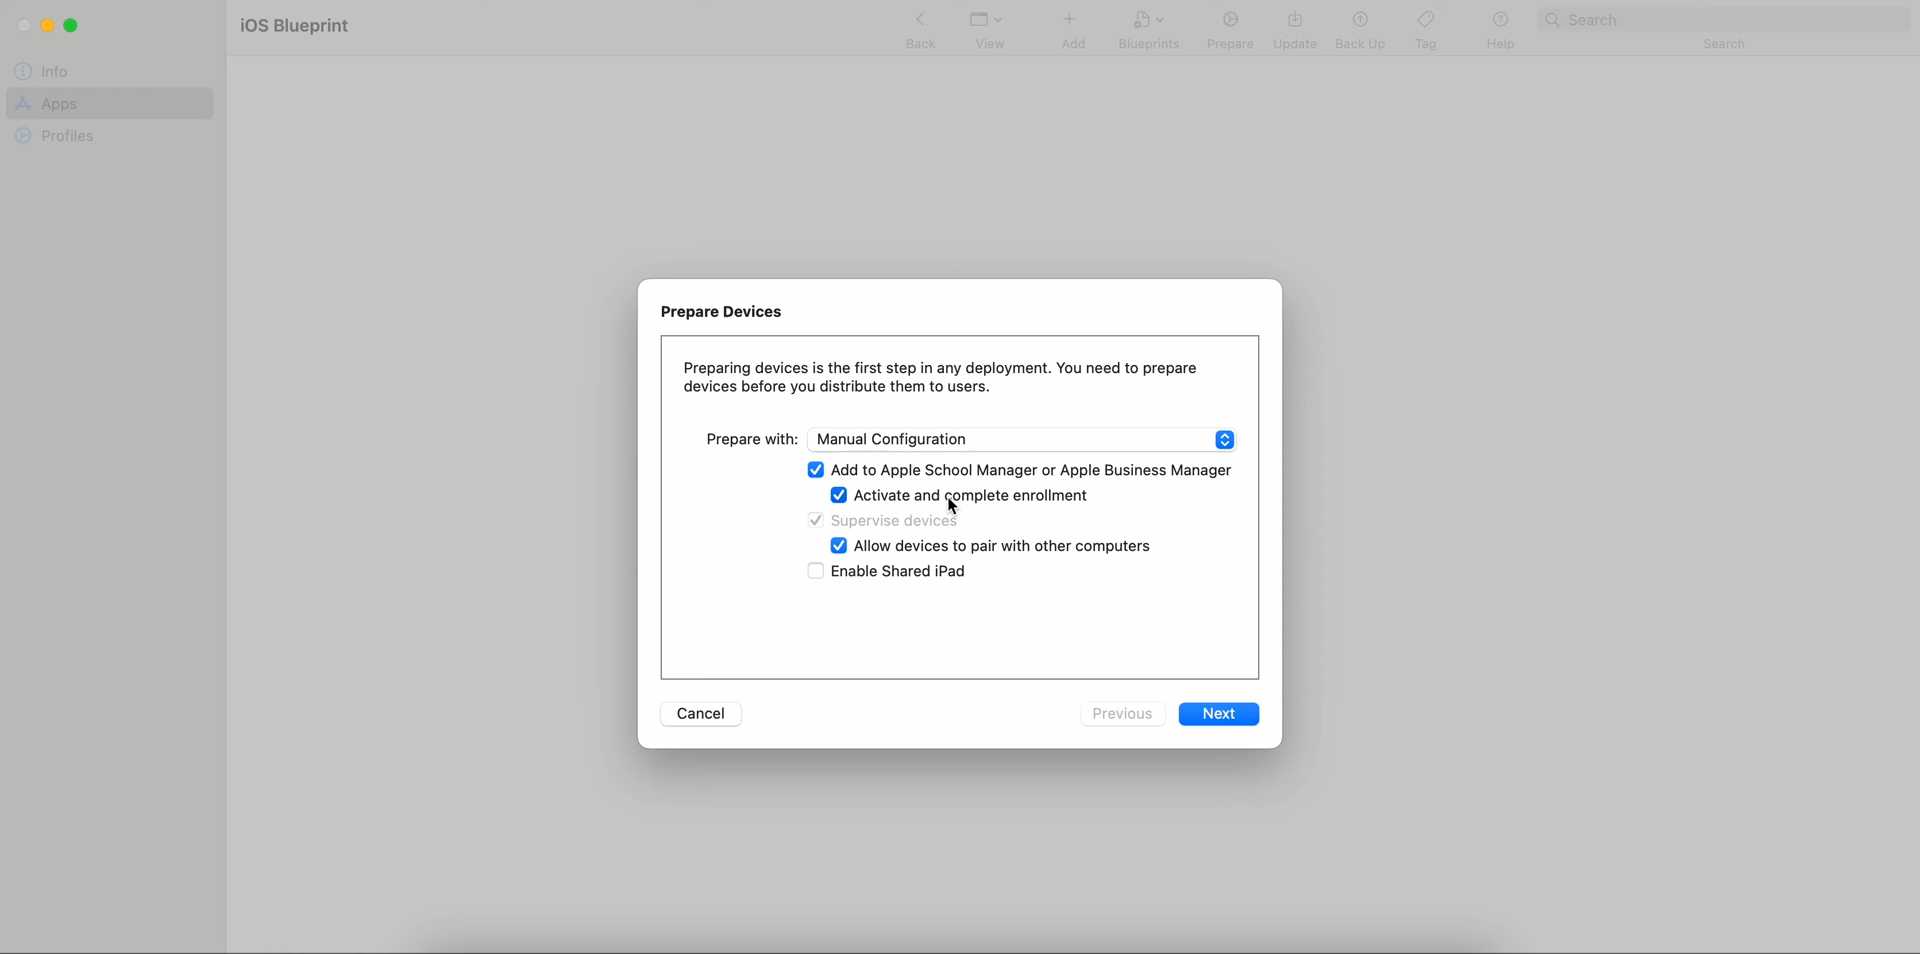 iOS Blueprint
Back
View
Add
Blueprints
Prepare
Update
Back Up
Tag
Help
Search
Search
Info
Apps
Profiles
Prepare Devices
Preparing devices is the first step in any deployment. You need to prepare
devices before you distribute them to users.
Prepare with: Manual Configuration
Add to Apple School Manager or Apple Business Manager
Activate and complete enrollment
Supervise devices
Allow devices to pair with other computers
Enable Shared iPad
Cancel
Previous
Next